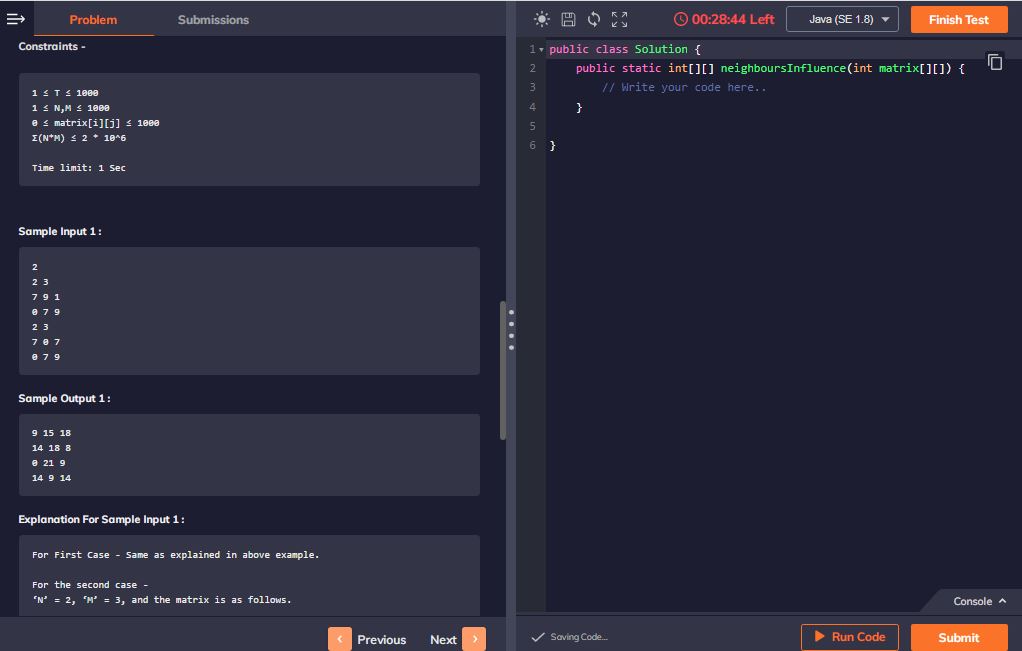 Problem
Submissions
00:28:44 Left
Java (SE 1.8)
Finish Test
Constraints -
1 ≤ T ≤ 1000
1 ≤ N,M ≤ 1000
0 ≤ matrix[i][j] ≤ 1000
Σ(N*M) ≤ 2 * 10^6
Time limit: 1 Sec
Sample Input 1 :
2
2 3
7 9 1
0 7 9
2 3
7 0 7
0 7 9
Sample Output 1 :
9 15 18
14 18 8
0 21 9
14 9 14
Explanation For Sample Input 1 :
For First Case - Same as explained in above example.
For the second case -
‘N’ = 2, ‘M’ = 3, and the matrix is as follows.
Previous
Next
1 public class Solution {
2 public static int[][] neighboursInfluence(int matrix[][]) {
3 // Write your code here..
4 }
5
6 }
Console
Saving Code...
Run Code
Submit